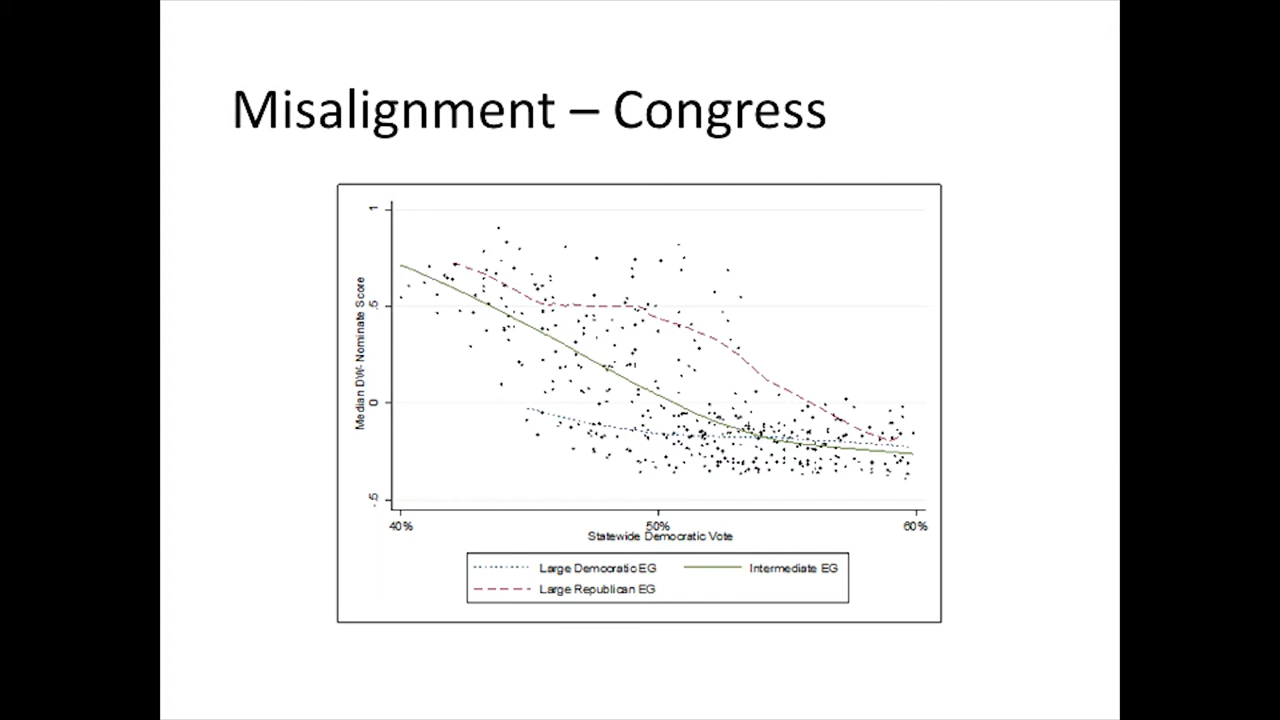 Misalignment – Congress
1
.5
0
-.5
Median DW-Nominate Score
40%
50%
60%
Statewide Democratic Vote
Large Democratic EG
Intermediate EG
Large Republican EG